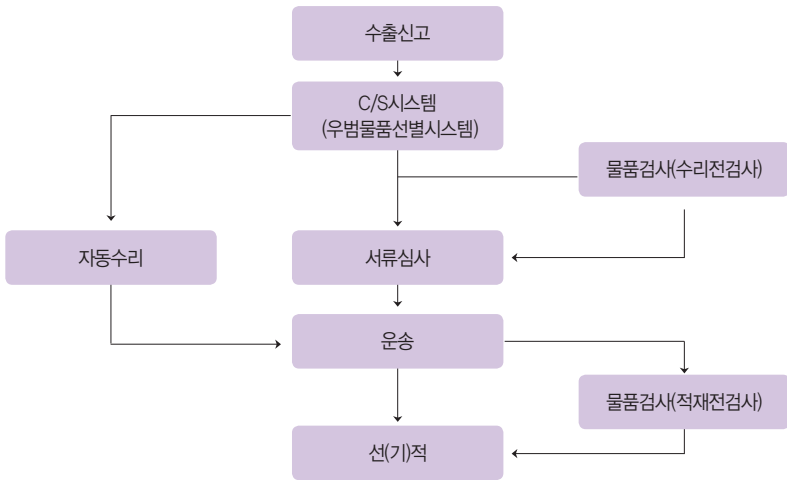 수출신고
C/S시스템
(우범물품선별시스템)
물품검사(수리전검사)
자동수리
서류심사
운송
물품검사(적재전검사)
선(기)적